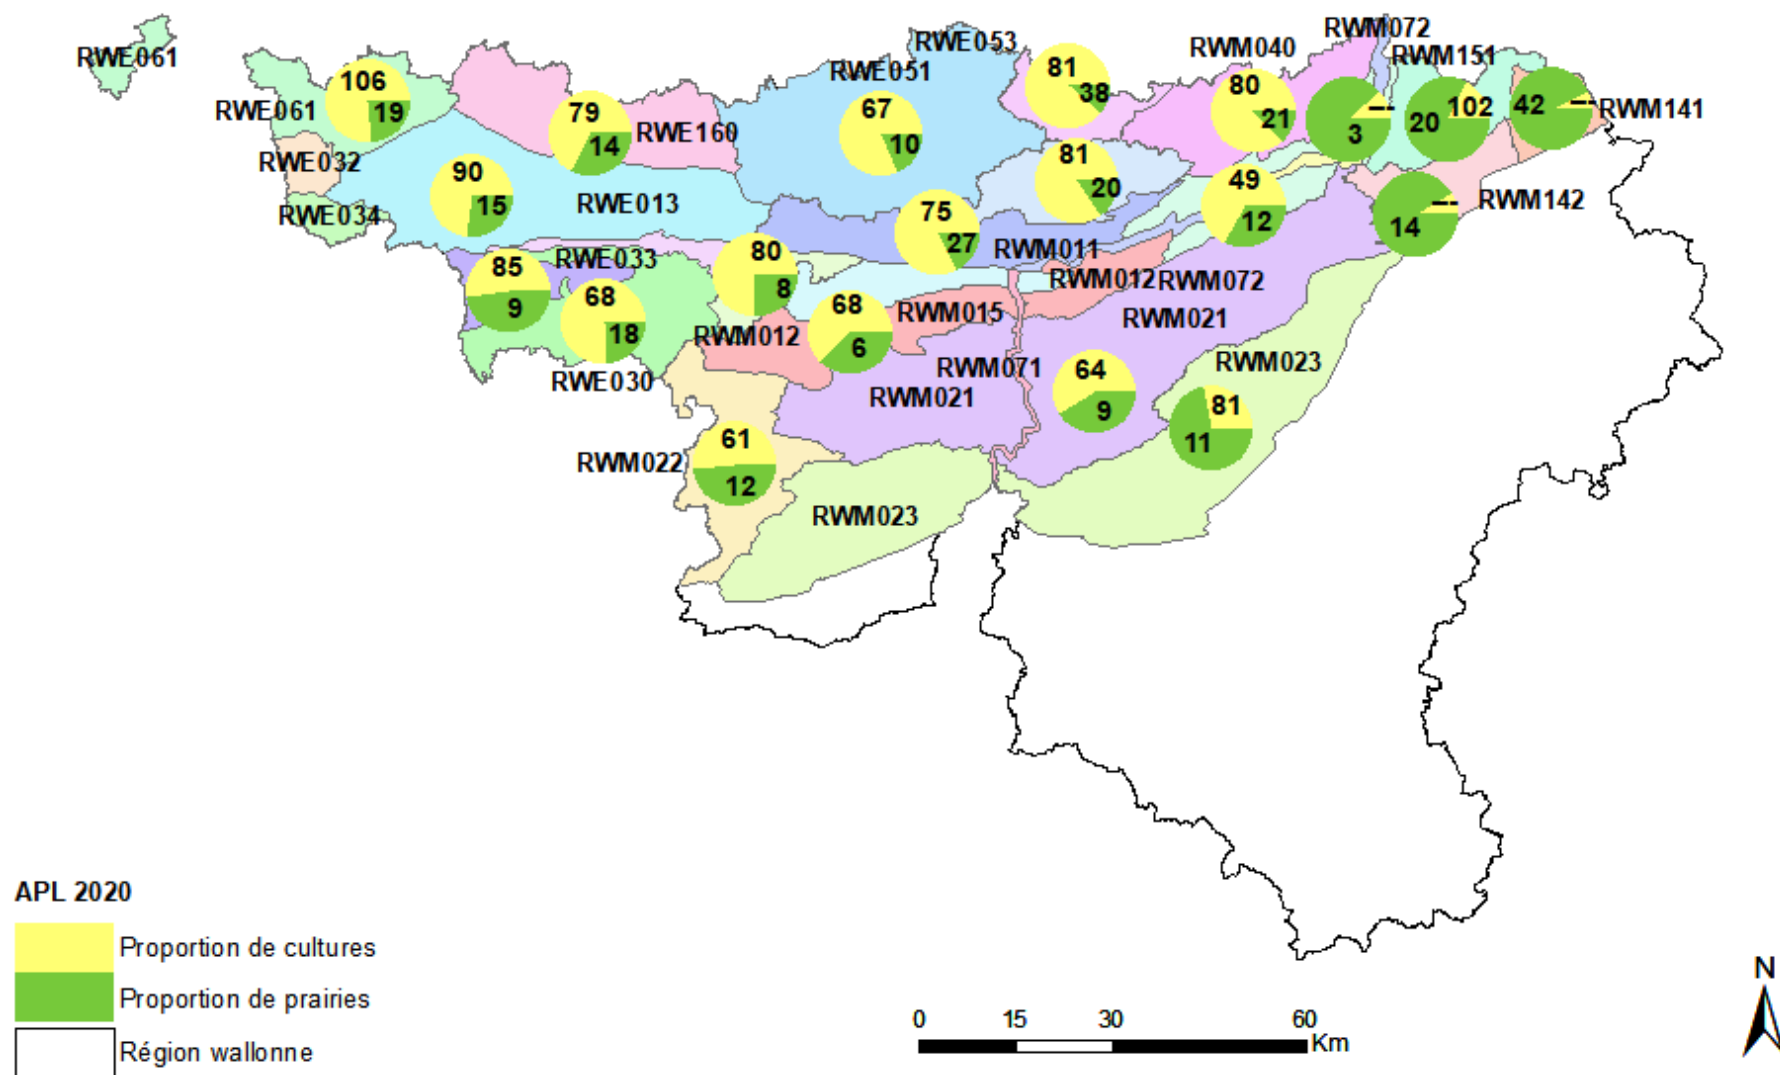 RWE061
RWE053
RWM072
RWM040
RWM151
RWE051
106
19
RWE061
81
38
80
21
3
---
20
102
42
---
RWM141
79
14
RWE160
67
10
RWE032
81
20
49
12
90
15
RWE013
14
---
RWM142
RWE034
75
27
RWM011
RWE033
80
8
RWM012
RWM072
85
9
68
18
RWM012
68
6
RWM015
RWM021
RWE030
RWM071
RWM021
64
9
RWM023
81
11
RWM022
61
12
RWM023
APL 2020
Proportion de cultures
Proportion de prairies
Région wallonne
0 15 30 60
Km
N